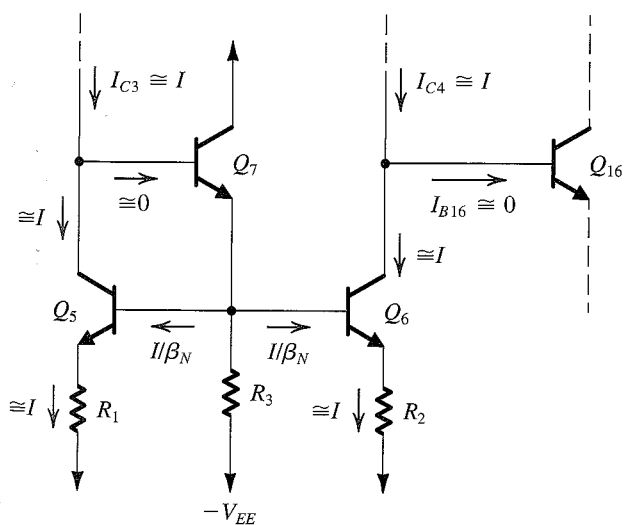 I_{C3} ≅ I
I_{C4} ≅ I
Q_7
Q_{16}
≅0
I_{B16} ≅ 0
≅I
≅I
Q_5
Q_6
I/β_N
I/β_N
≅I
R_1
R_3
≅I
R_2
−V_{EE}